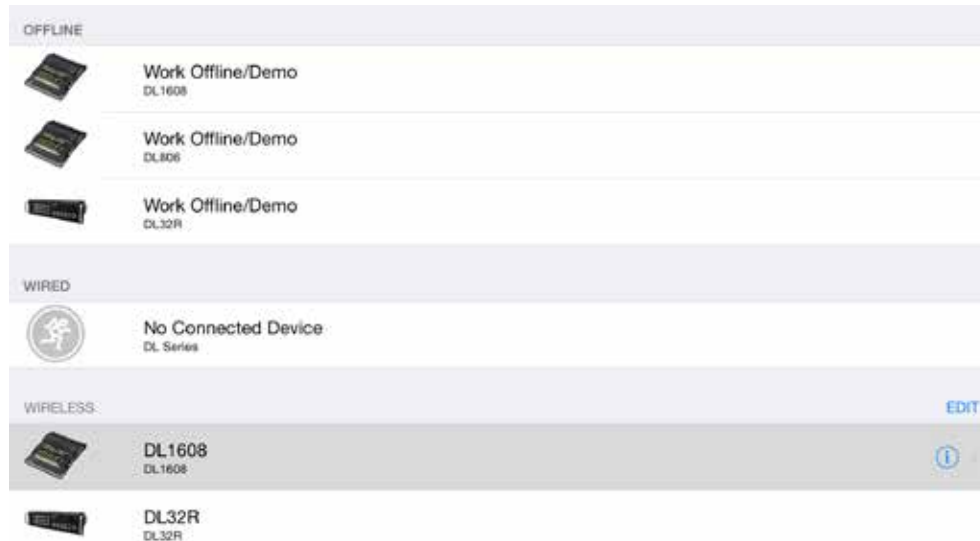 OFFLINE
Work Offline/Demo
DL1608
Work Offline/Demo
DL806
Work Offline/Demo
DL32R
WIRED
No Connected Device
DL Series
WIRELESS
EDIT
DL1608
DL1608
DL32R
DL32R